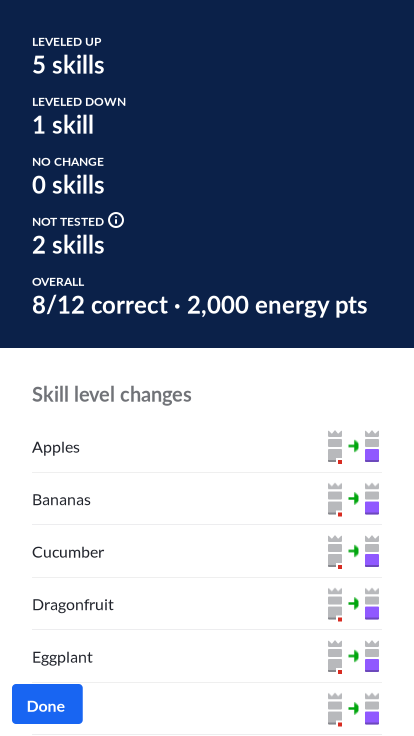 LEVELED UP
5 skills
LEVELED DOWN
1 skill
NO CHANGE
0 skills
NOT TESTED
2 skills
OVERALL
8/12 correct · 2,000 energy pts
Skill level changes
Apples
Bananas
Cucumber
Dragonfruit
Eggplant
Done